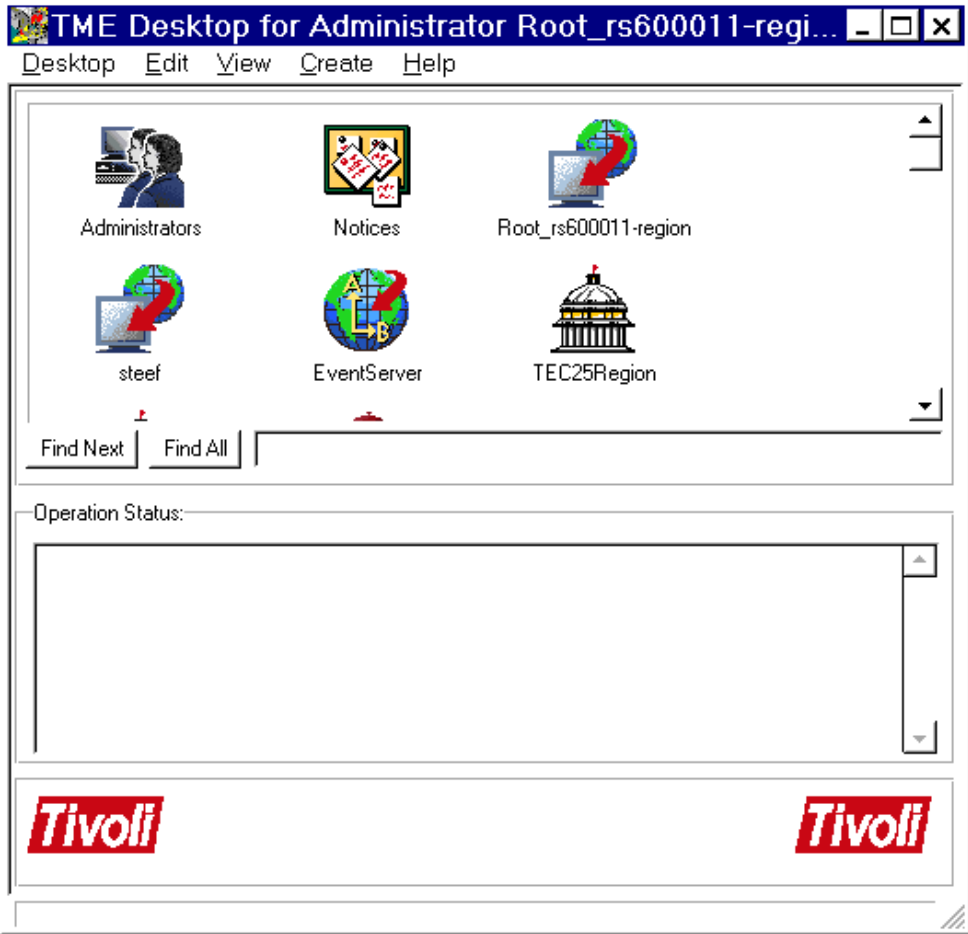 TME Desktop for Administrator Root_rs600011-regi...
Desktop Edit View Create Help
Administrators Notices Root_rs600011-region
A
B
steef EventServer TEC25Region
Find Next Find All
Operation Status:
Tivoli Tivoli